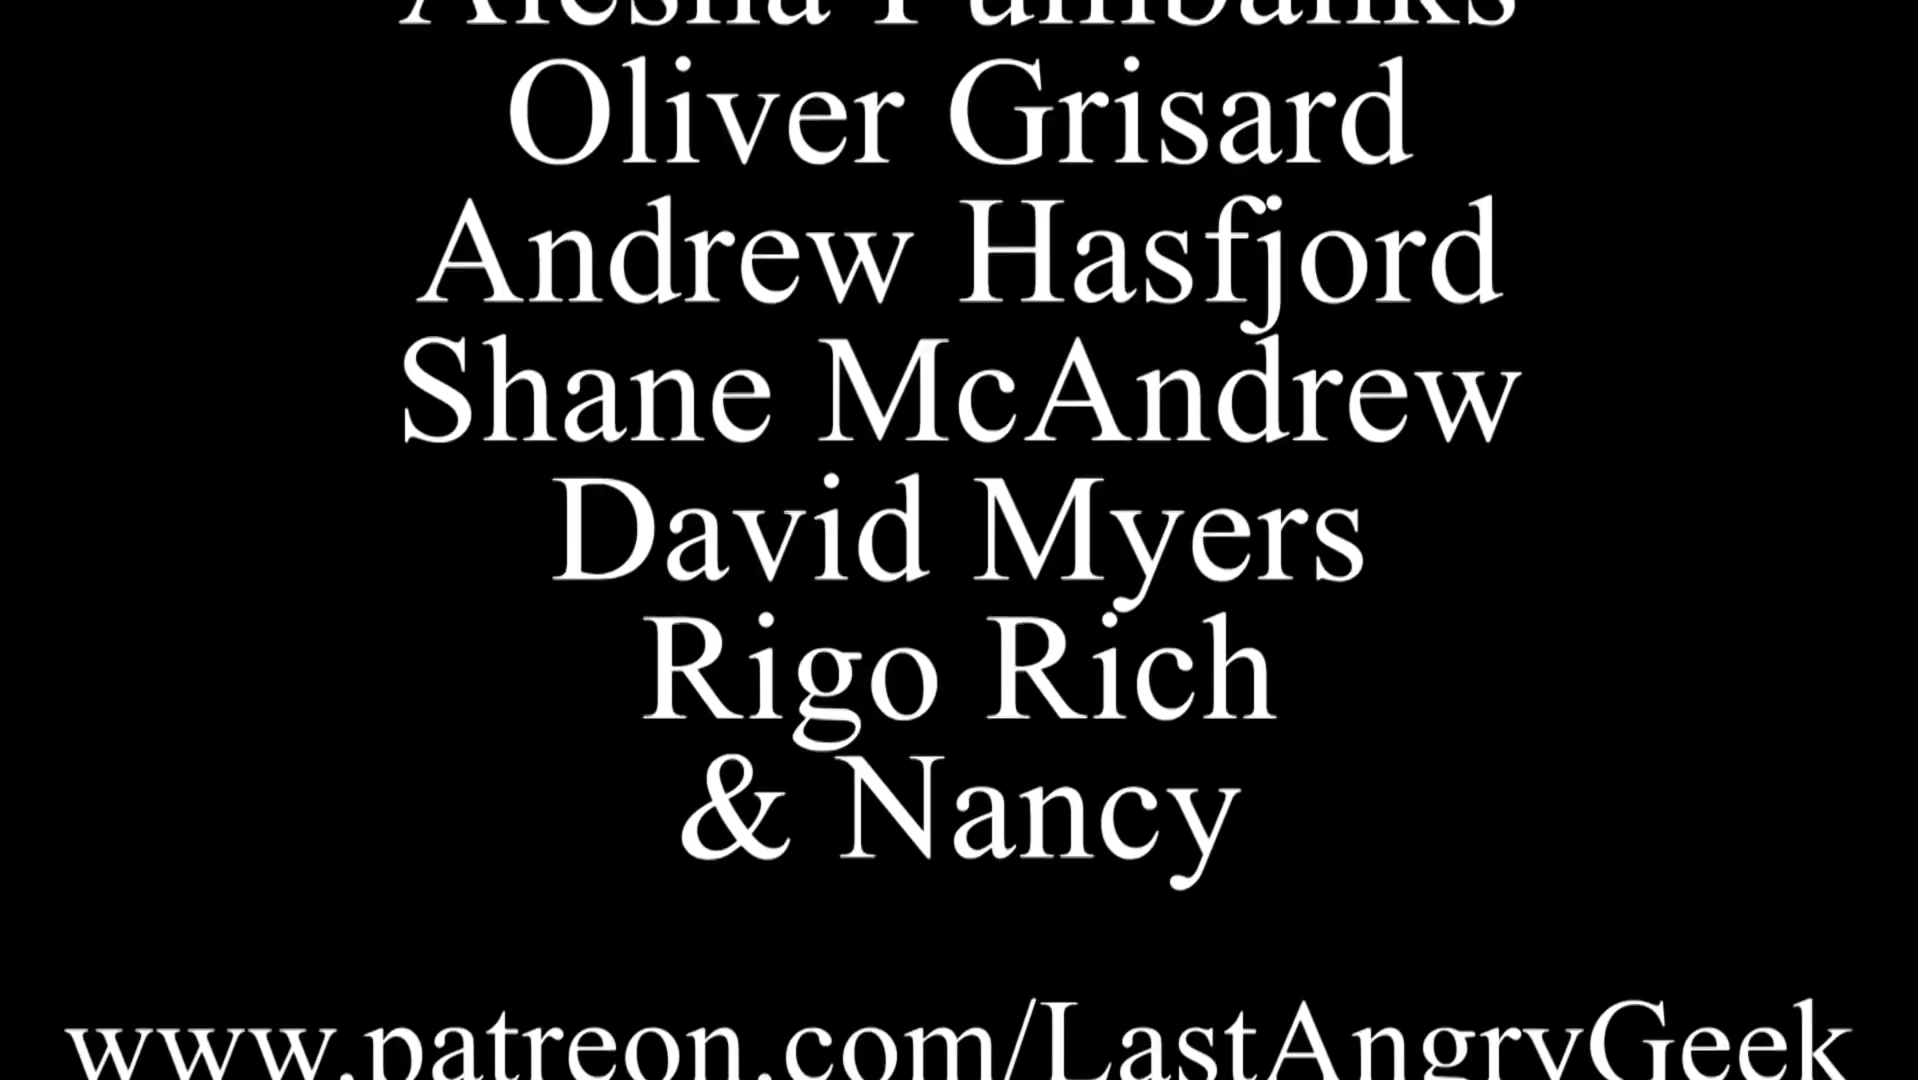 Oliver Grisard
Andrew Hasfjord
Shane McAndrew
David Myers
Rigo Rich
& Nancy
www.patreon.com/LastAngryGeek